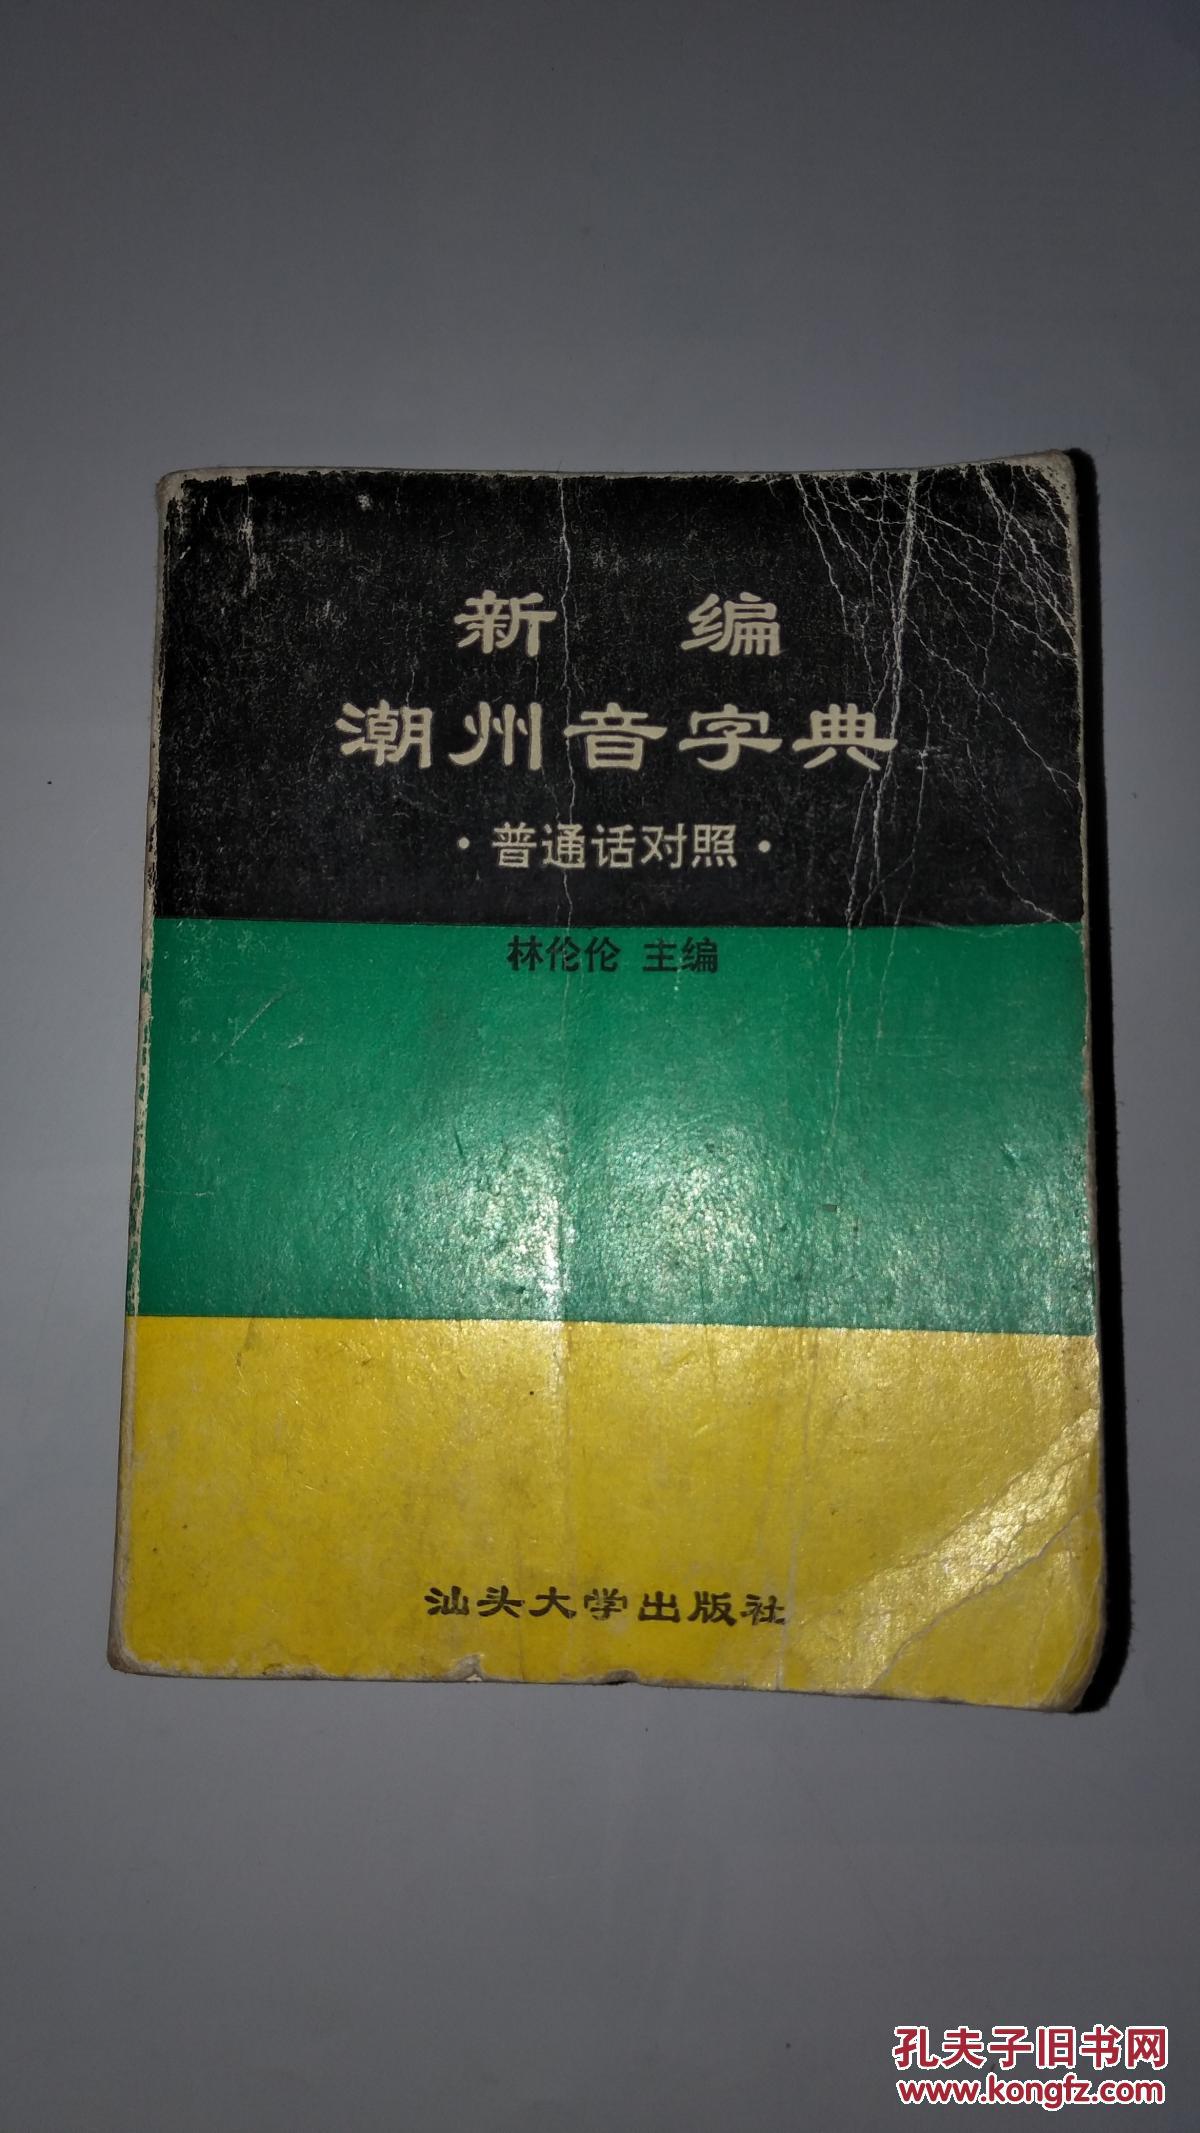 新 编
潮州音字典
·普通话对照·
林伦伦 主编
汕头大学出版社
孔夫子旧书网
www.kongfz.com